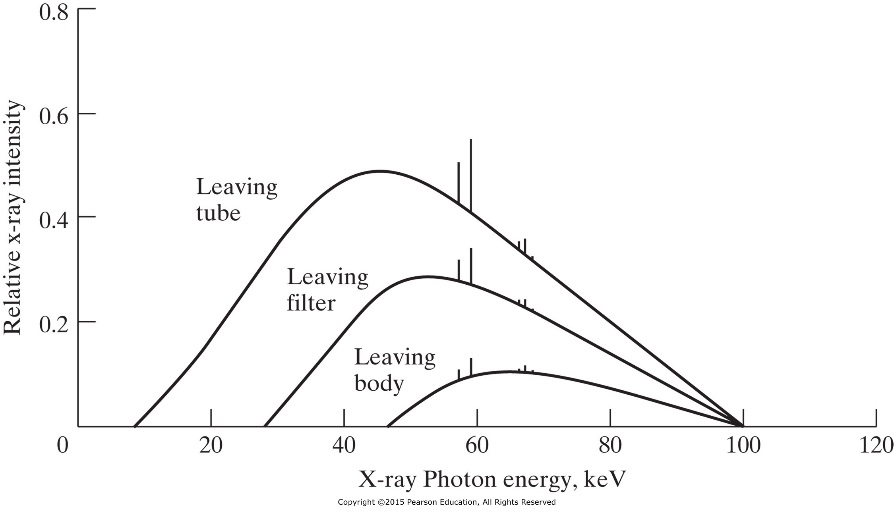 0.8
0.6
0.4
0.2
Relative x-ray intensity
Leaving
tube
Leaving
filter
Leaving
body
0 20 40 60 80 100 120
X-ray Photon energy, keV
Copyright ©2015 Pearson Education, All Rights Reserved